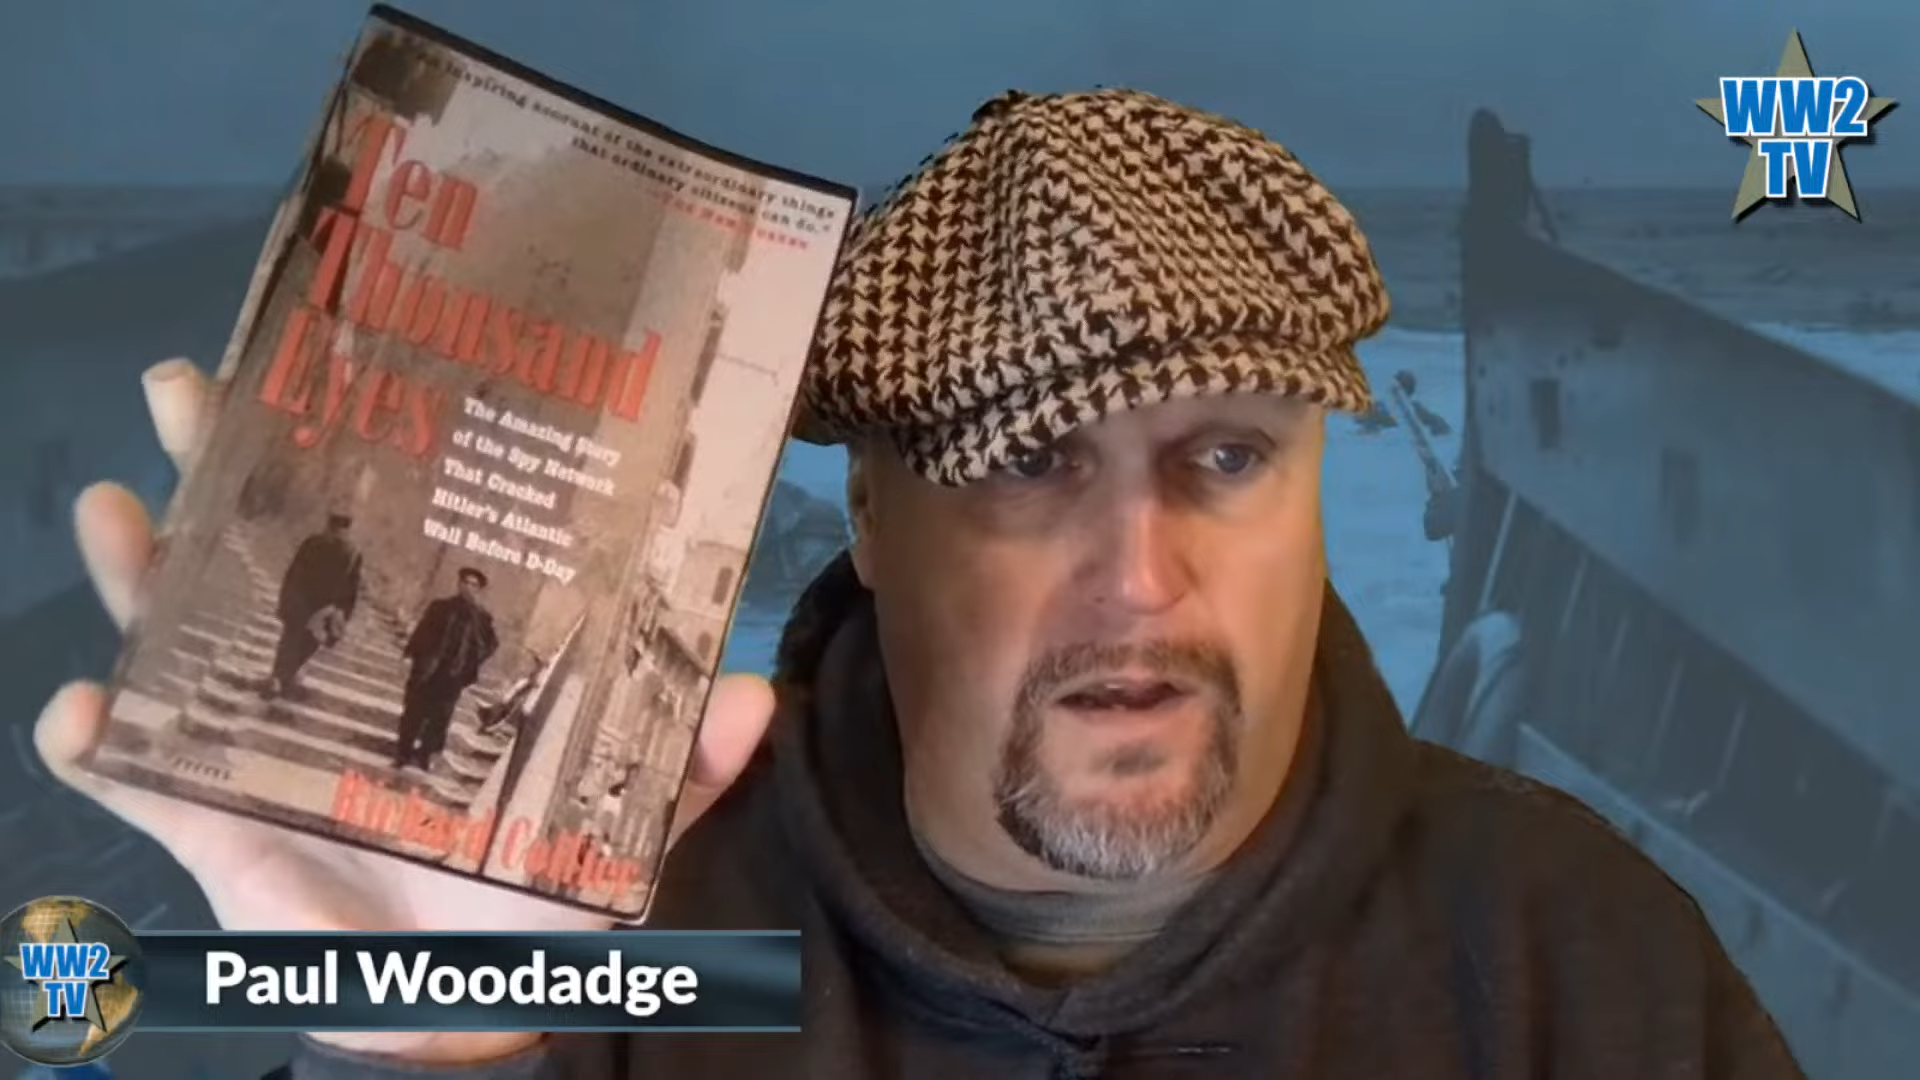 inspiring account of the extraordinary things
that ordinary citizens can do."
Ten
Thousand
Eyes
The Amazing Story
of the Spy Network
That Cracked
Hitler's Atlantic
Wall Before D-Day
Richard Collier
WW2
TV
WW2
TV
Paul Woodadge